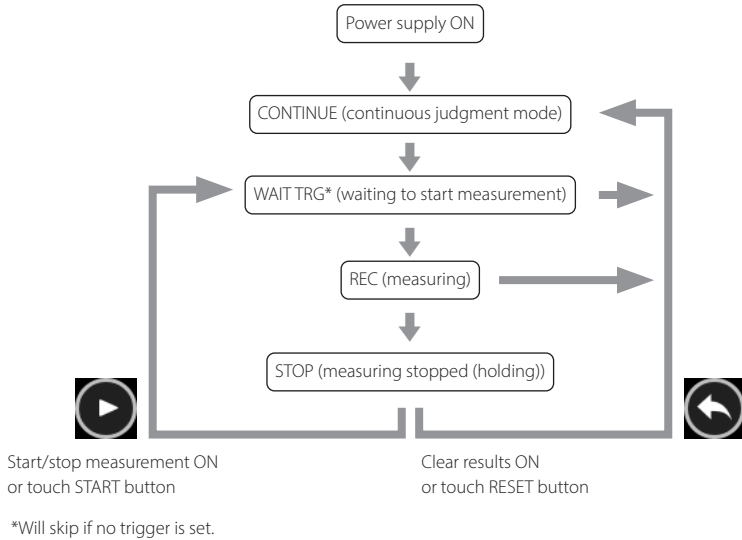 Power supply ON
CONTINUE (continuous judgment mode)
WAIT TRG* (waiting to start measurement)
REC (measuring)
STOP (measuring stopped (holding))
Start/stop measurement ON
or touch START button
Clear results ON
or touch RESET button
*Will skip if no trigger is set.